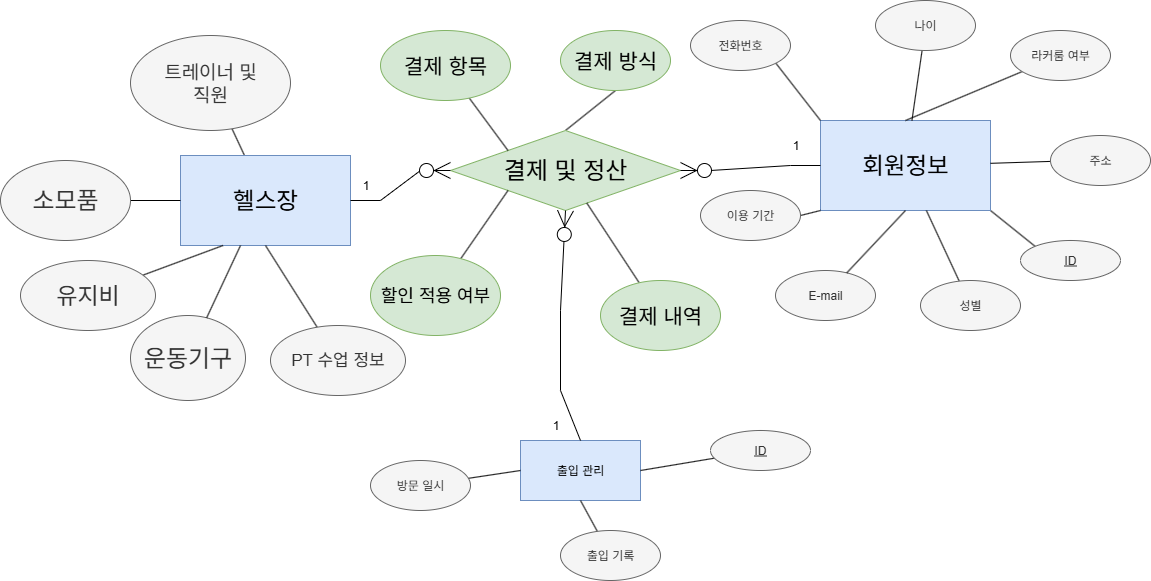 나이
전화번호
라커룸 여부
결제 항목
결제 방식
트레이너 및
직원
1
회원정보
주소
결제 및 정산
1
헬스장
소모품
이용 기간
ID
유지비
할인 적용 여부
E-mail
성별
결제 내역
운동기구
PT 수업 정보
1
ID
출입 관리
방문 일시
출입 기록